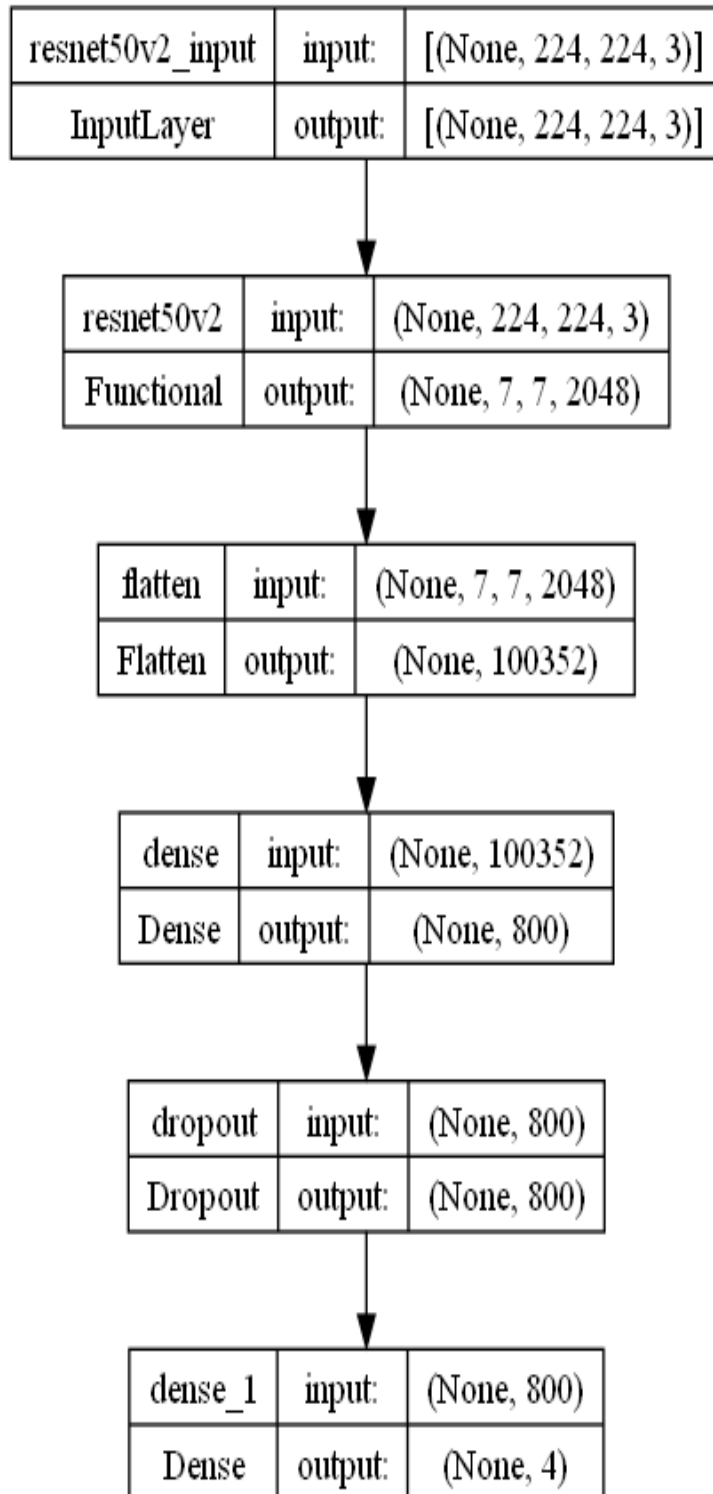 resnet50v2_input input: [(None, 224, 224, 3)]
InputLayer output: [(None, 224, 224, 3)]
resnet50v2 input: (None, 224, 224, 3)
Functional output: (None, 7, 7, 2048)
flatten input: (None, 7, 7, 2048)
Flatten output: (None, 100352)
dense input: (None, 100352)
Dense output: (None, 800)
dropout input: (None, 800)
Dropout output: (None, 800)
dense_1 input: (None, 800)
Dense output: (None, 4)